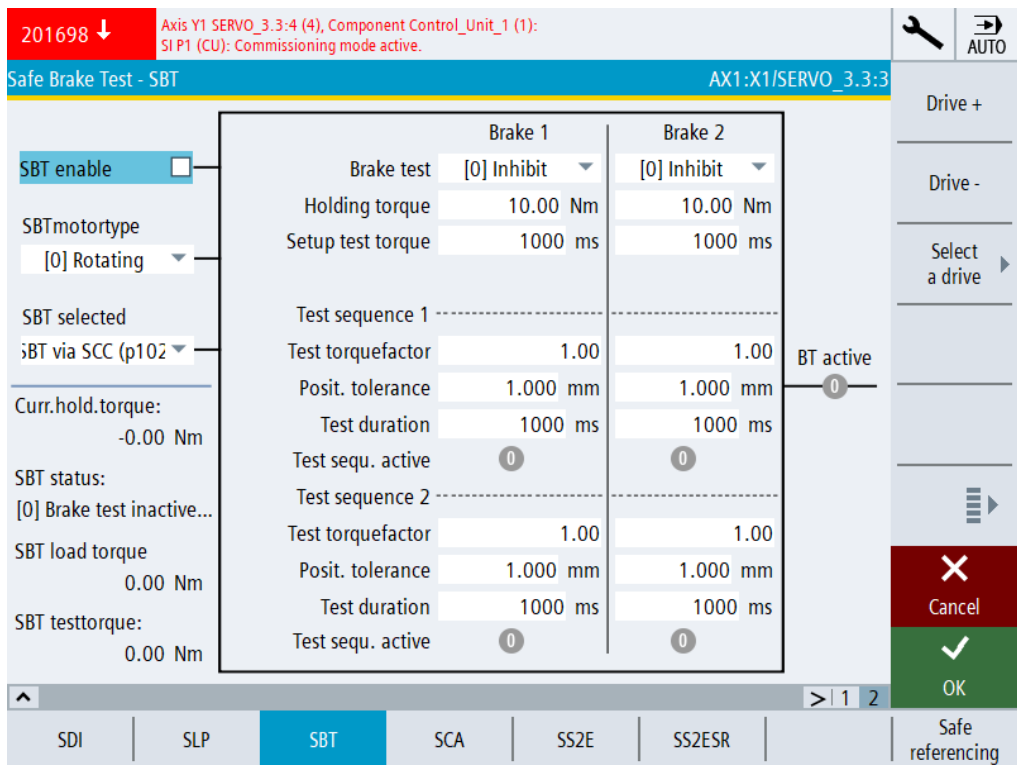 201698
Axis Y1 SERVO_3.3:4 (4), Component Control_Unit_1 (1):
SI P1 (CU): Commissioning mode active.
AUTO
Safe Brake Test - SBT AX1:X1/SERVO_3.3:3
Drive +
Drive -
Select
a drive
Brake 1 Brake 2
SBT enable
Brake test [0] Inhibit [0] Inhibit
Holding torque 10.00 Nm 10.00 Nm
SBTmotortype
Setup test torque 1000 ms 1000 ms
[0] Rotating
SBT selected
Test sequence 1
SBT via SCC (p102
Test torquefactor 1.00 1.00
BT active
0
Posit. tolerance 1.000 mm 1.000 mm
Curr.hold.torque:
-0.00 Nm
Test duration 1000 ms 1000 ms
Test sequ. active 0 0
SBT status:
[0] Brake test inactive...
Test sequence 2
Test torquefactor 1.00 1.00
SBT load torque
0.00 Nm
Posit. tolerance 1.000 mm 1.000 mm
Test duration 1000 ms 1000 ms
SBT testtorque:
0.00 Nm
Test sequ. active 0 0
Cancel
OK
> 1 2
SDI SLP SBT SCA SS2E SS2ESR
Safe
referencing